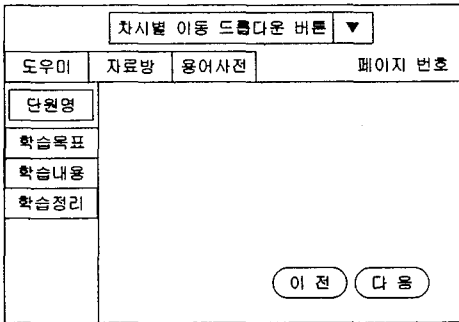 차시별 이동 드롭다운 버튼 ▼
도우미 자료방 용어사전 페이지 번호
단원명
학습목표
학습내용
학습정리
이 전 다 음